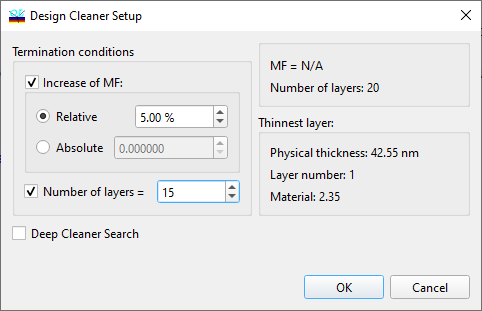 Design Cleaner Setup
Termination conditions
Increase of MF:
Relative
5.00 %
Absolute
0.000000
Number of layers =
15
Deep Cleaner Search
MF = N/A
Number of layers: 20
Thinnest layer:
Physical thickness: 42.55 nm
Layer number: 1
Material: 2.35
OK
Cancel